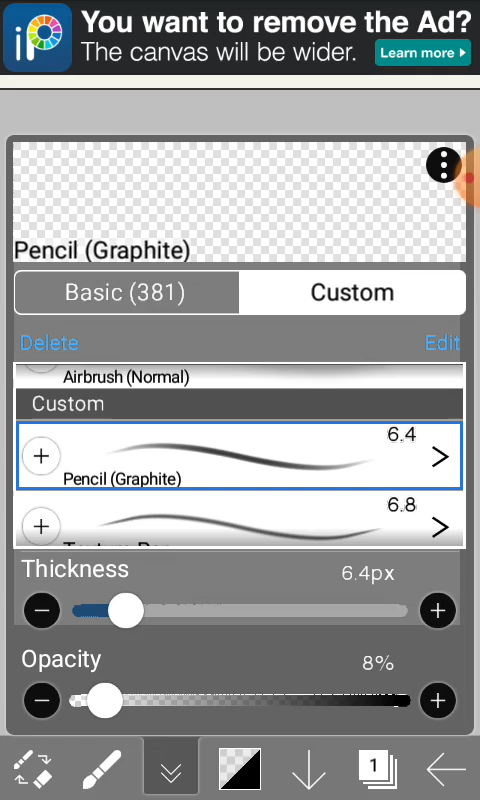 iP
You want to remove the Ad?
The canvas will be wider.
Learn more
Pencil (Graphite)
Basic (381)
Custom
Delete
Edit
Airbrush (Normal)
Custom
6.4
Pencil (Graphite)
6.8
Thickness
6.4px
Opacity
8%
1